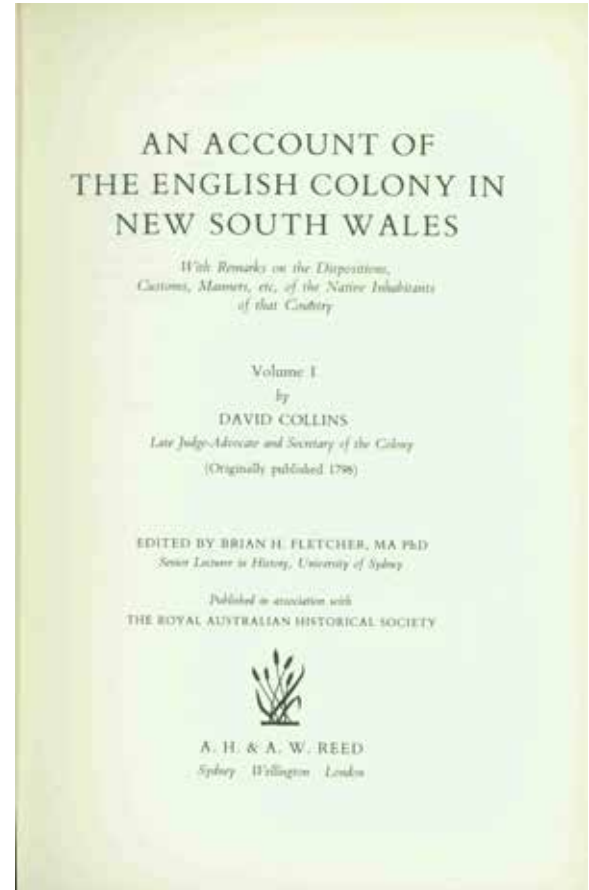 AN ACCOUNT OF
THE ENGLISH COLONY IN
NEW SOUTH WALES
With Remarks on the Dispositions,
Customs, Manners, etc, of the Native Inhabitants
of that Country
Volume I
by
DAVID COLLINS
Late Judge-Advocate and Secretary of the Colony
(Originally published 1798)
EDITED BY BRIAN H. FLETCHER, MA PhD
Senior Lecturer in History, University of Sydney
Published in association with
THE ROYAL AUSTRALIAN HISTORICAL SOCIETY
A. H. & A. W. REED
Sydney Wellington London